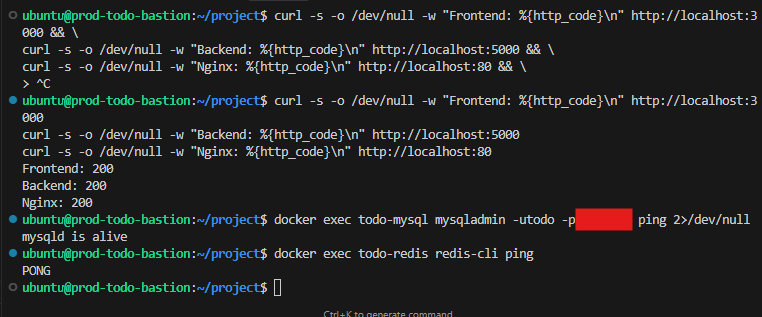 ubuntu@prod-todo-bastion:~/project$ curl -s -o /dev/null -w "Frontend: %{http_code}\n" http://localhost:3
000 && \
curl -s -o /dev/null -w "Backend: %{http_code}\n" http://localhost:5000 && \
curl -s -o /dev/null -w "Nginx: %{http_code}\n" http://localhost:80 && \
> ^C
ubuntu@prod-todo-bastion:~/project$ curl -s -o /dev/null -w "Frontend: %{http_code}\n" http://localhost:3
000
curl -s -o /dev/null -w "Backend: %{http_code}\n" http://localhost:5000
curl -s -o /dev/null -w "Nginx: %{http_code}\n" http://localhost:80
Frontend: 200
Backend: 200
Nginx: 200
ubuntu@prod-todo-bastion:~/project$ docker exec todo-mysql mysqladmin -utodo -p ping 2>/dev/null
mysqld is alive
ubuntu@prod-todo-bastion:~/project$ docker exec todo-redis redis-cli ping
PONG
ubuntu@prod-todo-bastion:~/project$
Ctrl+K to generate command